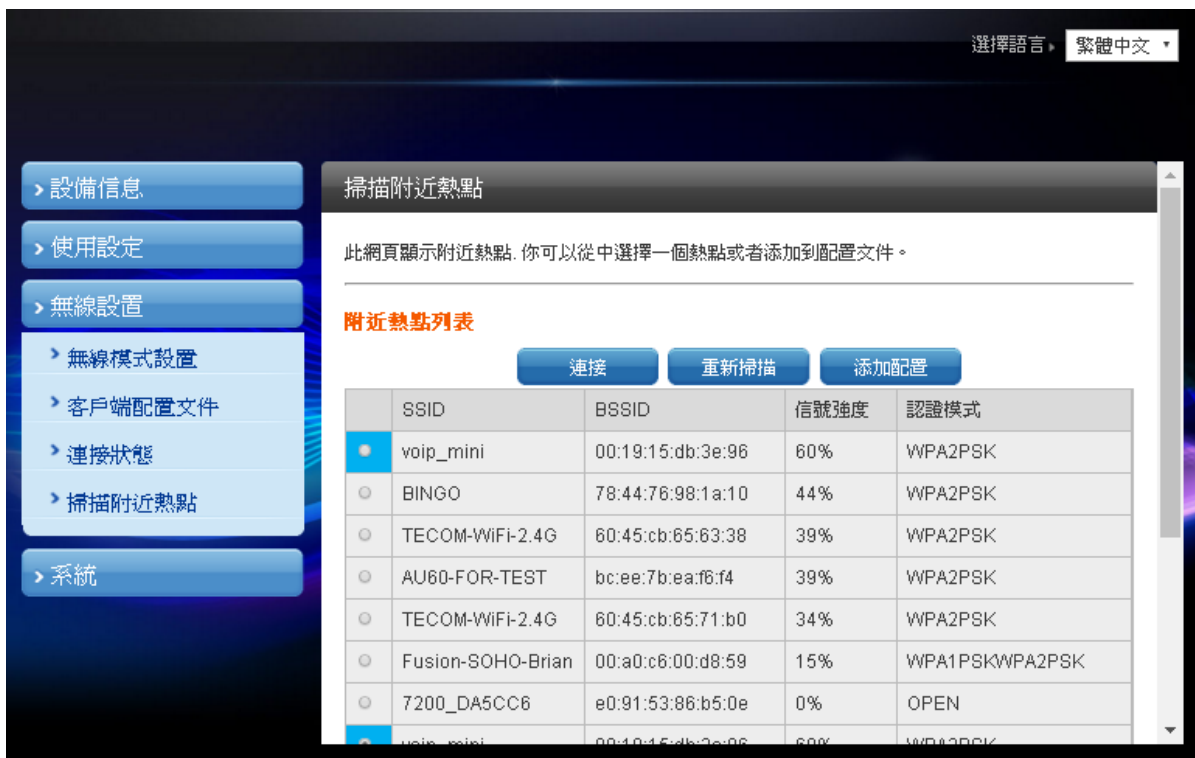 選擇語言 繁體中文
設備信息
使用設定
無線設置
無線模式設置
客戶端配置文件
連接狀態
掃描附近熱點
系統
掃描附近熱點
此網頁顯示附近熱點. 你可以從中選擇一個熱點或者添加到配置文件。
附近熱點列表
連接 重新掃描 添加配置
SSID BSSID 信號強度 認證模式
voip_mini 00:19:15:db:3e:96 60% WPA2PSK
BINGO 78:44:76:98:1a:10 44% WPA2PSK
TECOM-WiFi-2.4G 60:45:cb:65:63:38 39% WPA2PSK
AU60-FOR-TEST bc:ee:7b:ea:f6:f4 39% WPA2PSK
TECOM-WiFi-2.4G 60:45:cb:65:71:b0 34% WPA2PSK
Fusion-SOHO-Brian 00:a0:c6:00:d8:59 15% WPA1PSKWPA2PSK
7200_DA5CC6 e0:91:53:86:b5:0e 0% OPEN
voip_mini 00:19:15:db:3e:96 60% WPA2PSK